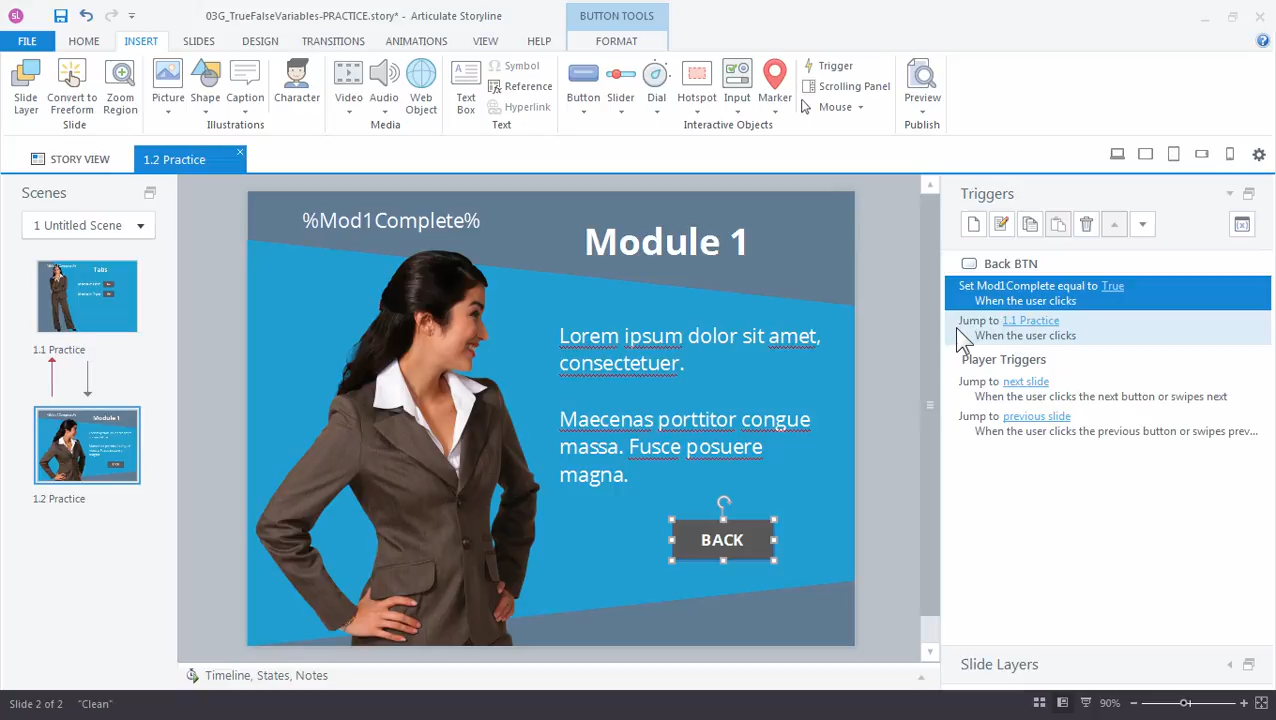 03G_TrueFalseVariables-PRACTICE.story* - Articulate Storyline
BUTTON TOOLS
FILE HOME INSERT SLIDES DESIGN TRANSITIONS ANIMATIONS VIEW HELP FORMAT
Slide Layer
Convert to Freeform
Zoom Region
Slide
Picture
Shape
Caption
Character
Illustrations
Video
Audio
Web Object
Media
Text Box
Symbol
Reference
Hyperlink
Text
Button
Slider
Dial
Hotspot
Input
Marker
Trigger
Scrolling Panel
Mouse
Interactive Objects
Preview
Publish
STORY VIEW
1.2 Practice
Scenes
1 Untitled Scene
1.1 Practice
1.2 Practice
%Mod1Complete%
Module 1
Lorem ipsum dolor sit amet,
consectetuer.
Maecenas porttitor congue
massa. Fusce posuere
magna.
BACK
Triggers
Back BTN
Set Mod1Complete equal to True
When the user clicks
Jump to 1.1 Practice
When the user clicks
Player Triggers
Jump to next slide
When the user clicks the next button or swipes next
Jump to previous slide
When the user clicks the previous button or swipes prev...
Slide Layers
Timeline, States, Notes
Slide 2 of 2 "Clean"
90%